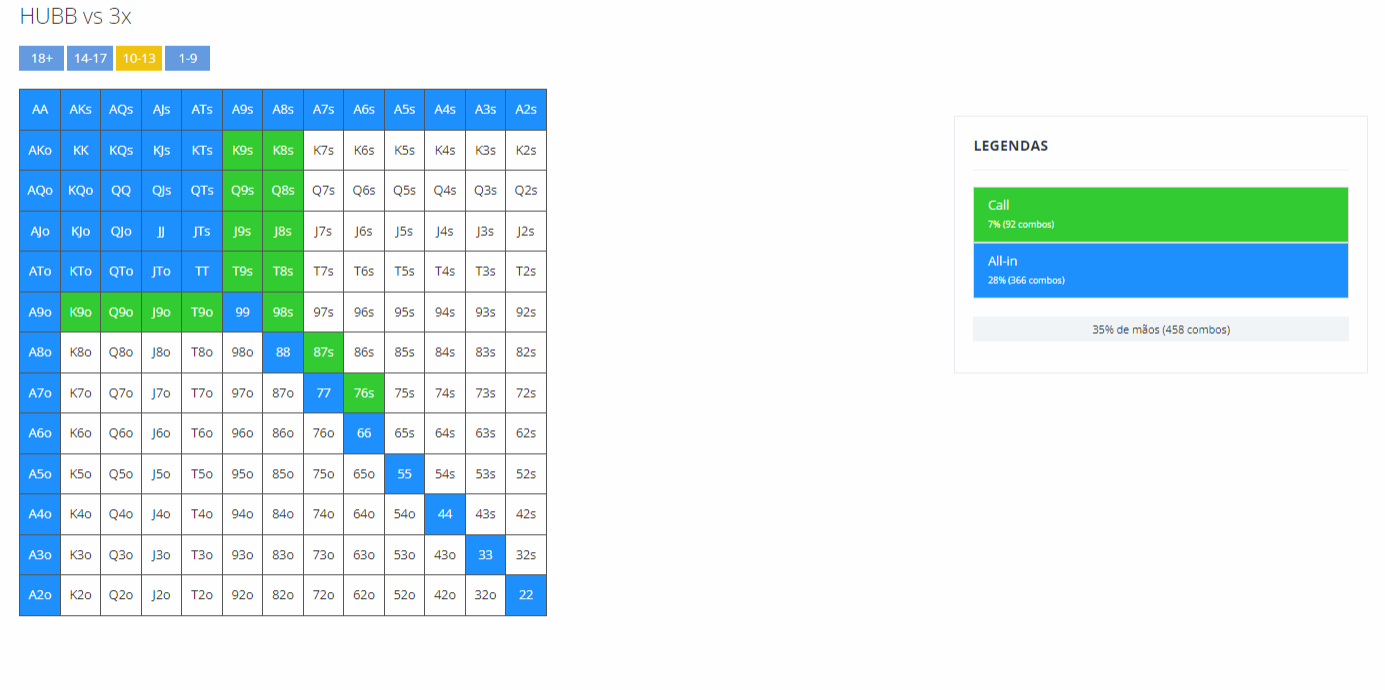 HUBB vs 3x
18+ 14-17 10-13 1-9
AA AKs AQs AJs ATs A9s A8s A7s A6s A5s A4s A3s A2s
AKo KK KQs KJs KTs K9s K8s K7s K6s K5s K4s K3s K2s
AQo KQo QQ QJs QTs Q9s Q8s Q7s Q6s Q5s Q4s Q3s Q2s
AJo KJo QJo JJ JTs J9s J8s J7s J6s J5s J4s J3s J2s
ATo KTo QTo JTo TT T9s T8s T7s T6s T5s T4s T3s T2s
A9o K9o Q9o J9o T9o 99 98s 97s 96s 95s 94s 93s 92s
A8o K8o Q8o J8o T8o 98o 88 87s 86s 85s 84s 83s 82s
A7o K7o Q7o J7o T7o 97o 87o 77 76s 75s 74s 73s 72s
A6o K6o Q6o J6o T6o 96o 86o 76o 66 65s 64s 63s 62s
A5o K5o Q5o J5o T5o 95o 85o 75o 65o 55 54s 53s 52s
A4o K4o Q4o J4o T4o 94o 84o 74o 64o 54o 44 43s 42s
A3o K3o Q3o J3o T3o 93o 83o 73o 63o 53o 43o 33 32s
A2o K2o Q2o J2o T2o 92o 82o 72o 62o 52o 42o 32o 22
LEGENDAS
Call
7% (92 combos)
All-in
28% (366 combos)
35% de mãos (458 combos)